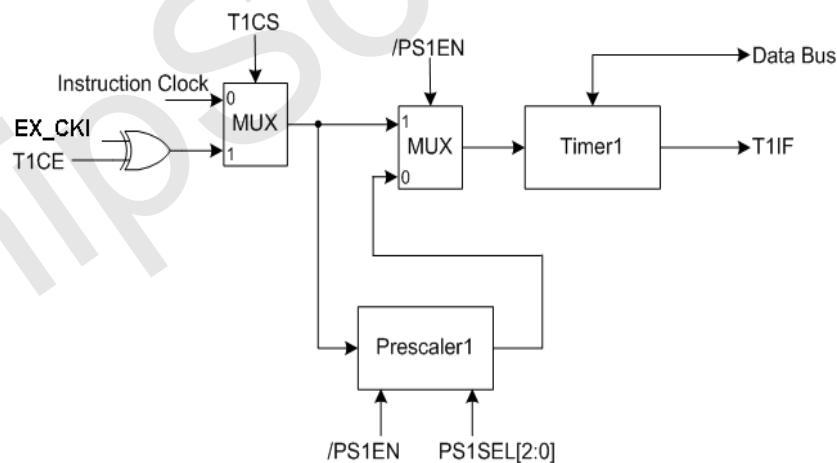 T1CS
/PS1EN
Data Bus
Instruction Clock
0
MUX
EX_CKI
T1CE
1
1
MUX
0
Timer1
T1IF
Prescaler1
/PS1EN
PS1SEL[2:0]